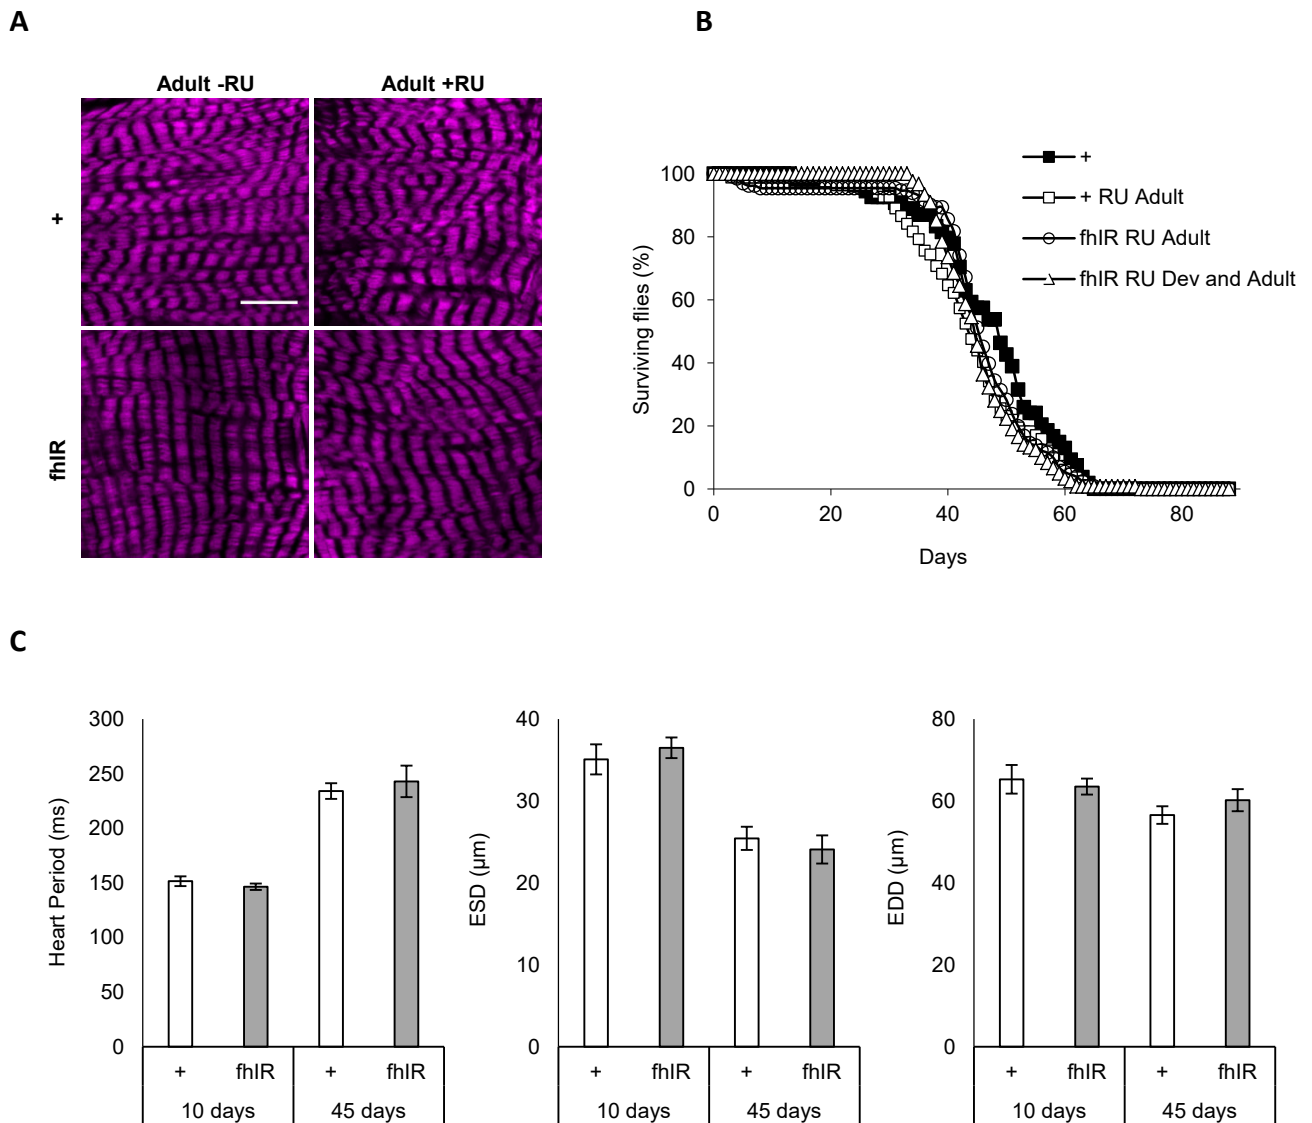 A
B
Adult -RU
Adult +RU
+
fhIR
+
+ RU Adult
fhIR RU Adult
fhIR RU Dev and Adult
Surviving flies (%)
100
80
60
40
20
0
0 20 40 60 80
Days
C
Heart Period (ms)
300
250
200
150
100
50
0
+ fhIR + fhIR
10 days 45 days
ESD (μm)
40
30
20
10
0
+ fhIR + fhIR
10 days 45 days
EDD (μm)
80
60
40
20
0
+ fhIR + fhIR
10 days 45 days